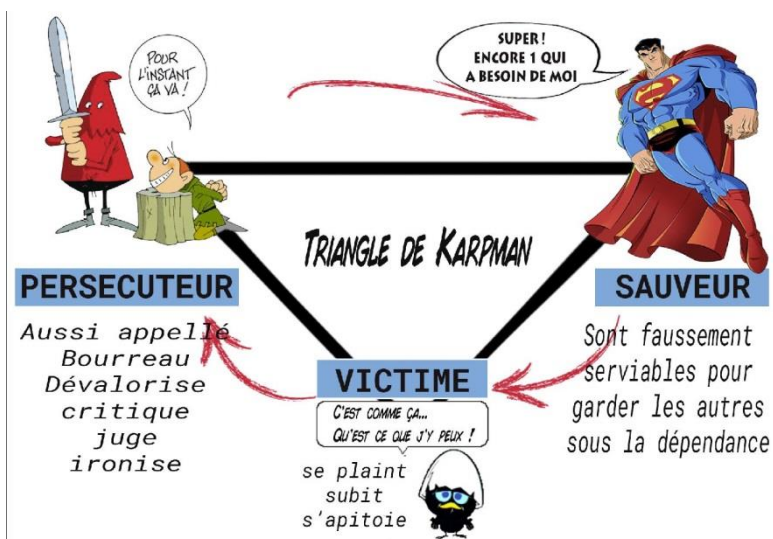 POUR
L'INSTANT
ÇA VA !
SUPER !
ENCORE 1 QUI
A BESOIN DE MOI
TRIANGLE DE KARPMAN
PERSECUTEUR
Aussi appellé
Bourreau
Dévalorise
critique
juge
ironise
SAUVEUR
Sont faussement
serviables pour
garder les autres
sous la dépendance
VICTIME
C'EST COMME ÇA...
QU'EST CE QUE J'Y PEUX !
se plaint
subit
s'apitoie